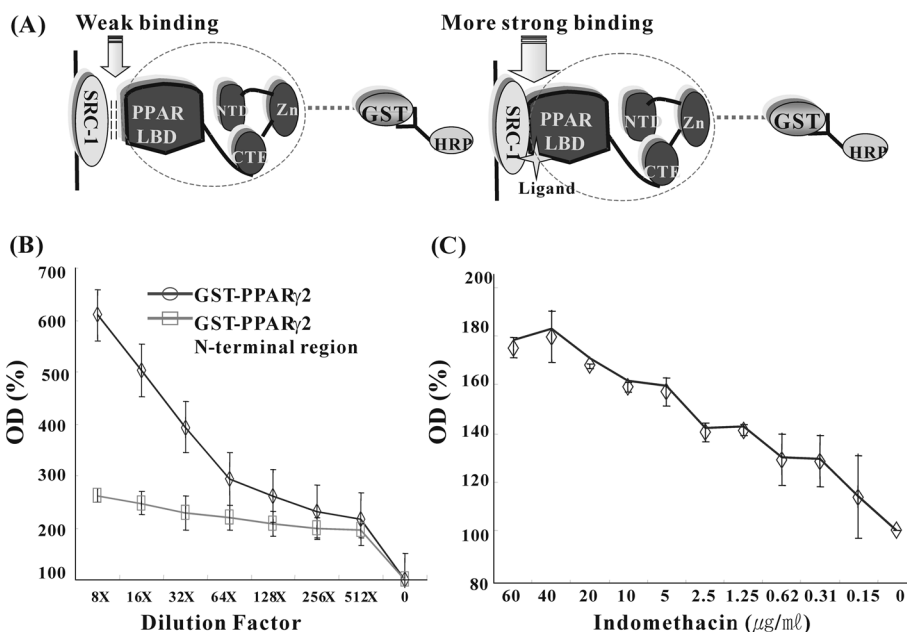 (A)
Weak binding
SRC-1
PPAR
LBD
NTD
Zn
CTE
GST
HRP
More strong binding
SRC-1
PPAR
LBD
NTD
Zn
CTE
GST
HRP
Ligand
(B)
OD (%)
700
600
500
400
300
200
100
GST-PPARγ2
GST-PPARγ2
N-terminal region
8X 16X 32X 64X 128X 256X 512X 0
Dilution Factor
(C)
OD (%)
180
160
140
120
100
80
60 40 20 10 5 2.5 1.25 0.62 0.31 0.15 0
Indomethacin (μg/mℓ)